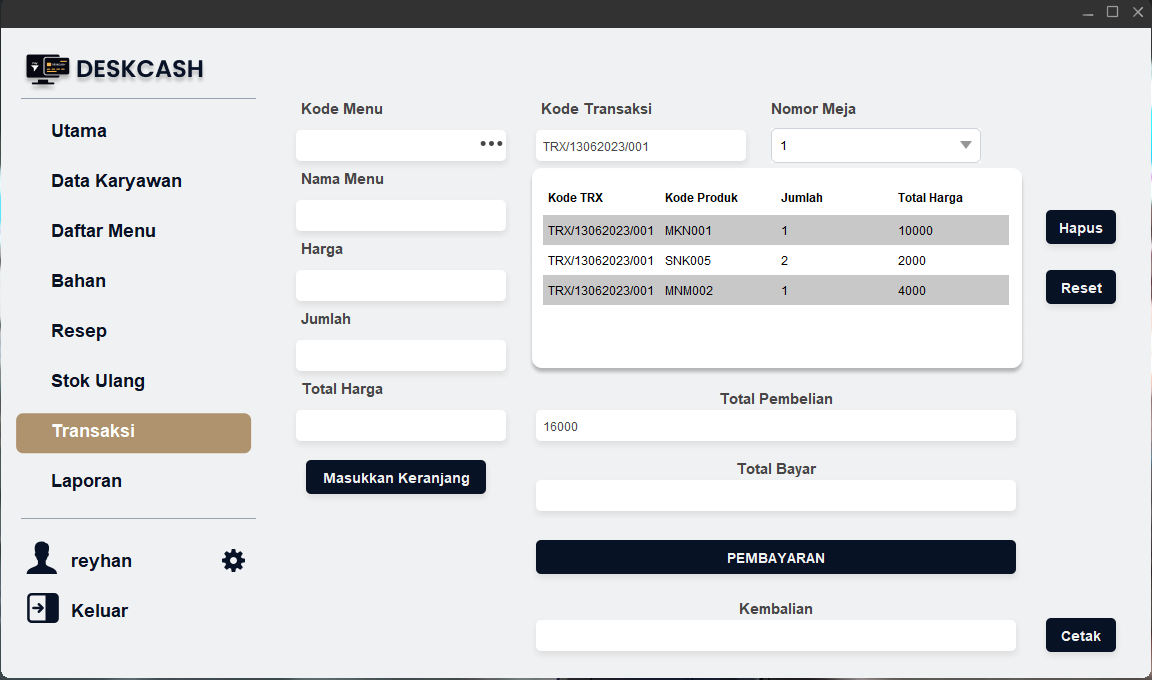 DESKCASH
Utama
Data Karyawan
Daftar Menu
Bahan
Resep
Stok Ulang
Transaksi
Laporan
reyhan
Keluar
Kode Menu
Nama Menu
Harga
Jumlah
Total Harga
Masukkan Keranjang
Kode Transaksi
TRX/13062023/001
Nomor Meja
1
Kode TRX Kode Produk Jumlah Total Harga
TRX/13062023/001 MKN001 1 10000
TRX/13062023/001 SNK005 2 2000
TRX/13062023/001 MNM002 1 4000
Hapus
Reset
Total Pembelian
16000
Total Bayar
PEMBAYARAN
Kembalian
Cetak